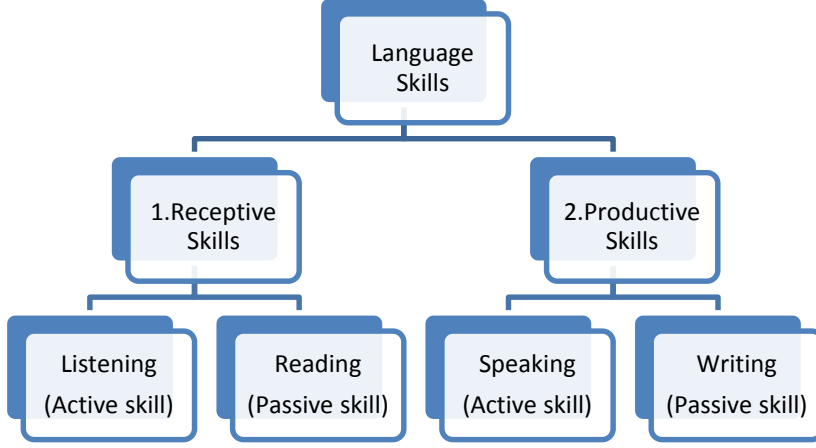 Language
Skills
1.Receptive
Skills
2.Productive
Skills
Listening
(Active skill)
Reading
(Passive skill)
Speaking
(Active skill)
Writing
(Passive skill)